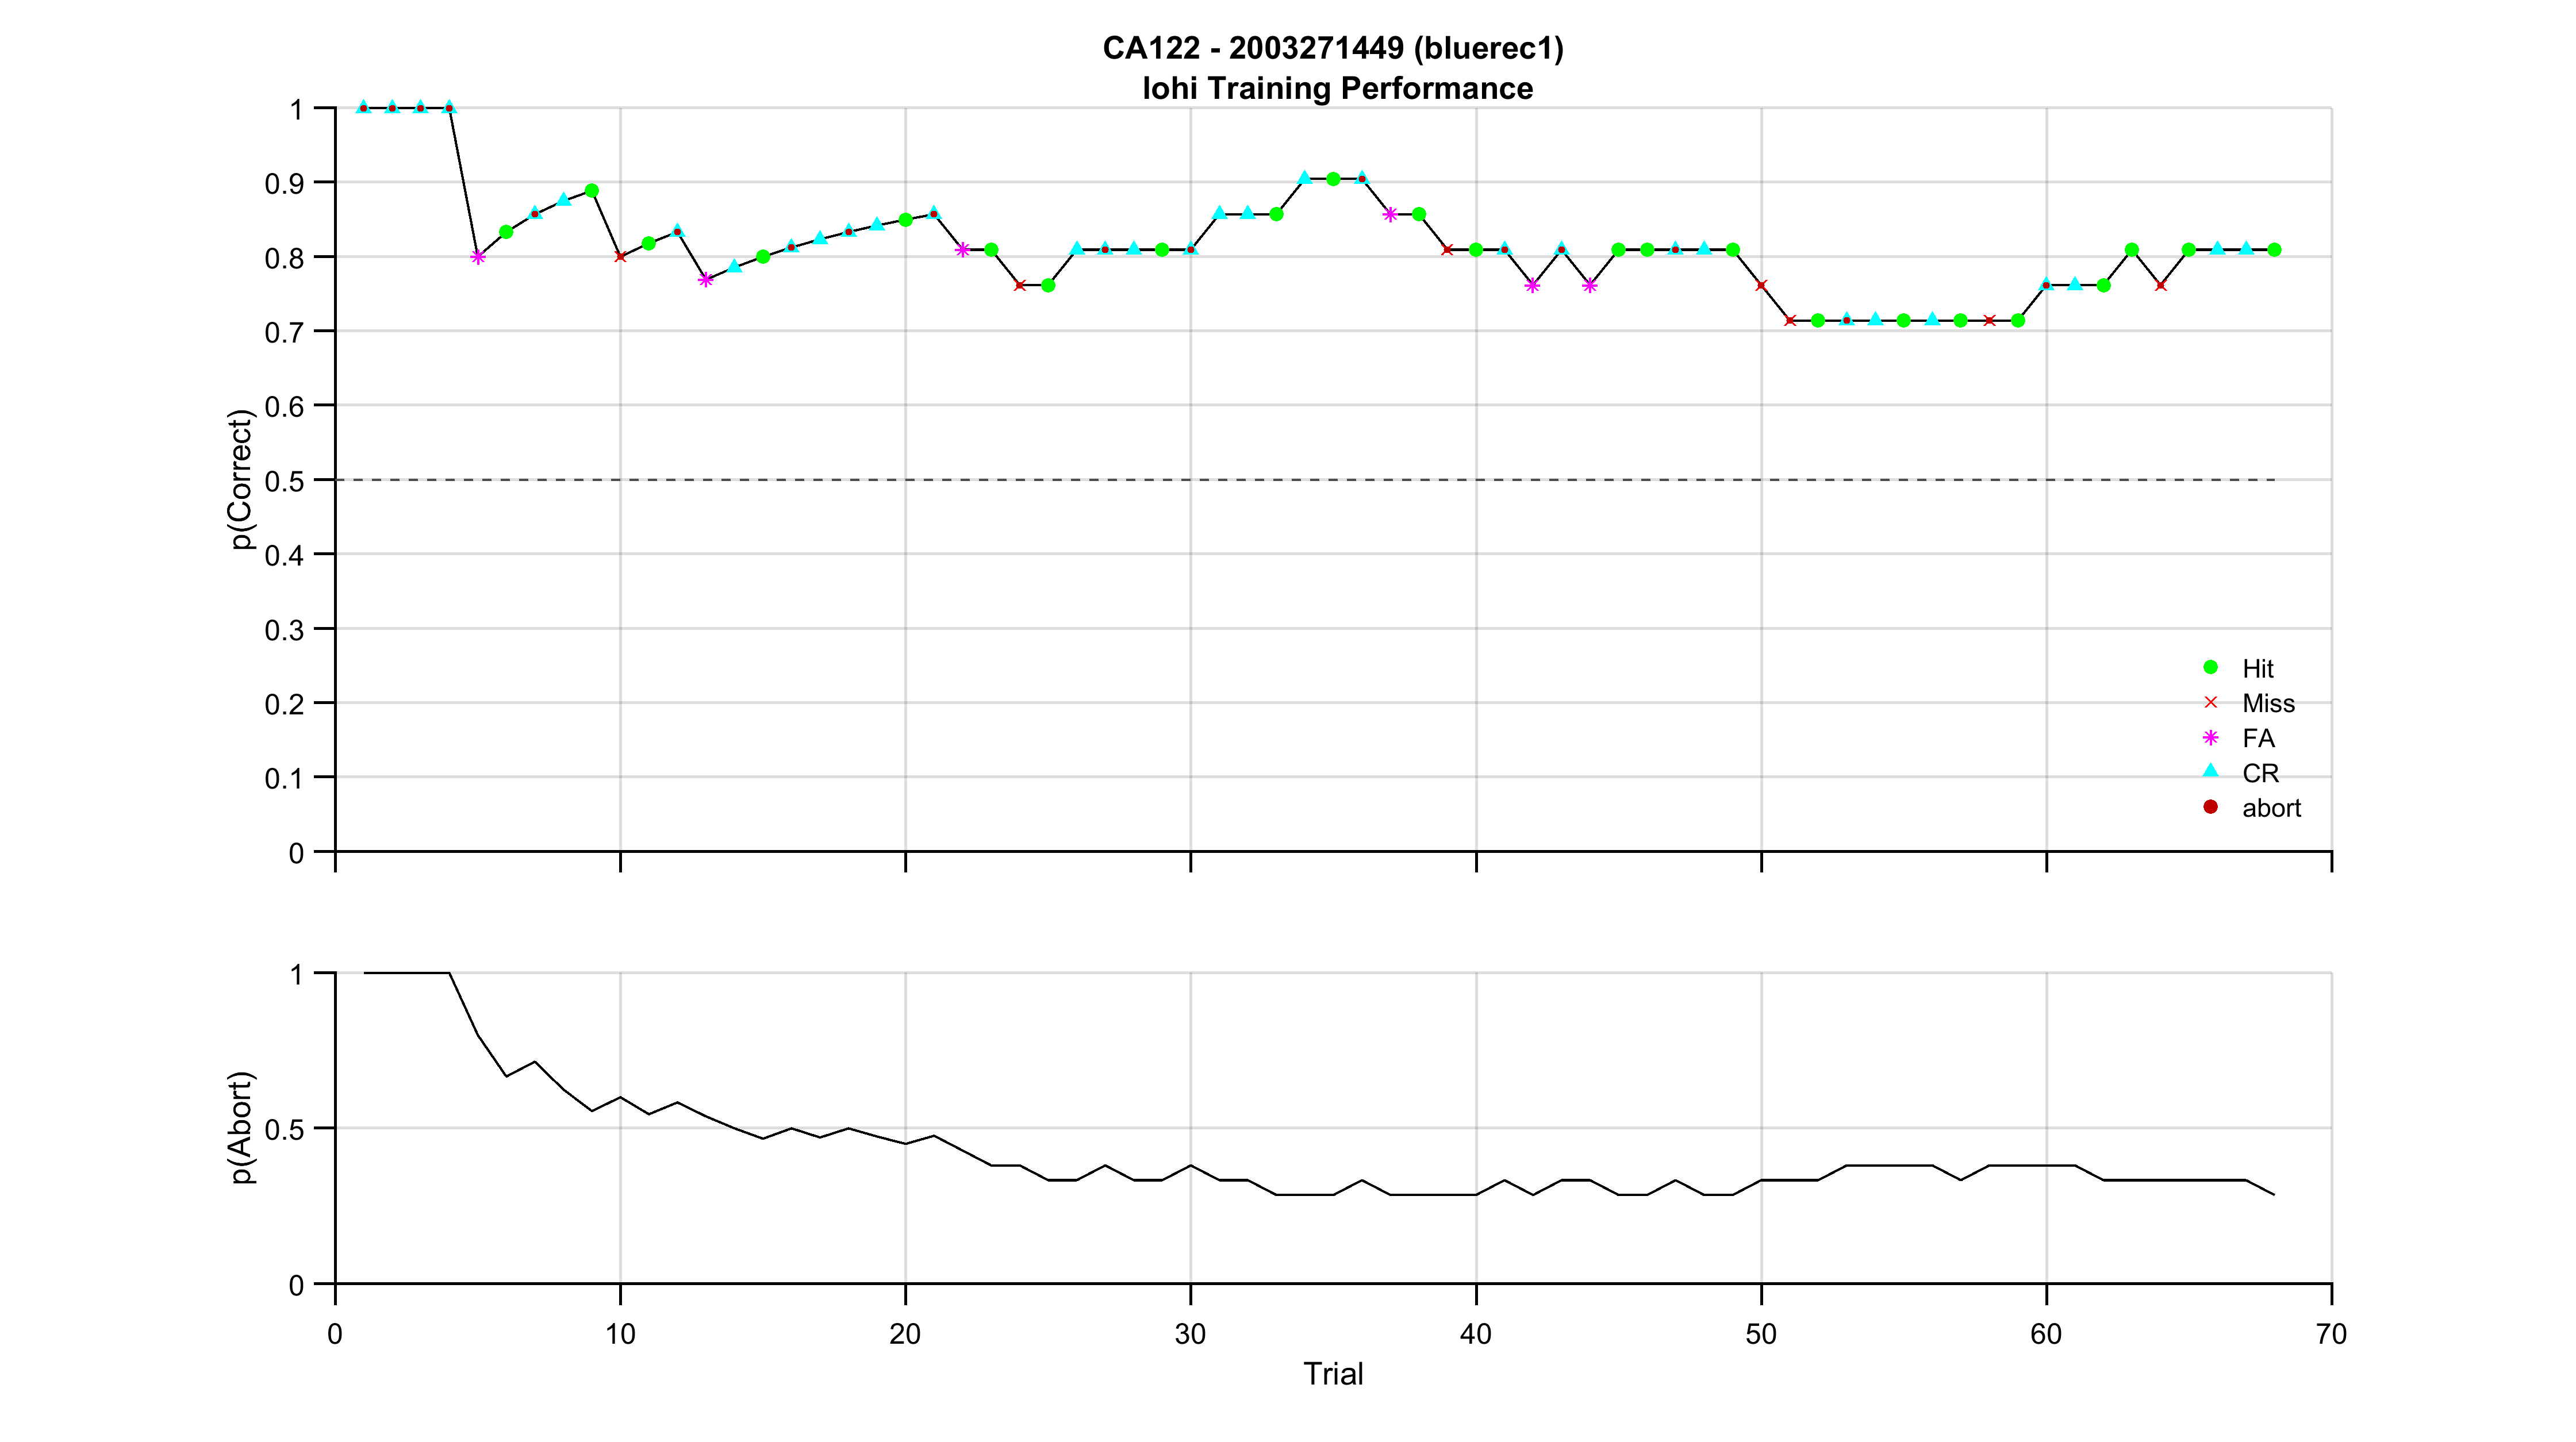 CA122 - 2003271449 (bluerec1)
lohi Training Performance
1
0.9
0.8
0.7
0.6
0.5
0.4
0.3
0.2
0.1
0
p(Correct)
Hit
Miss
FA
CR
abort
1
0.5
0
p(Abort)
0 10 20 30 40 50 60 70
Trial